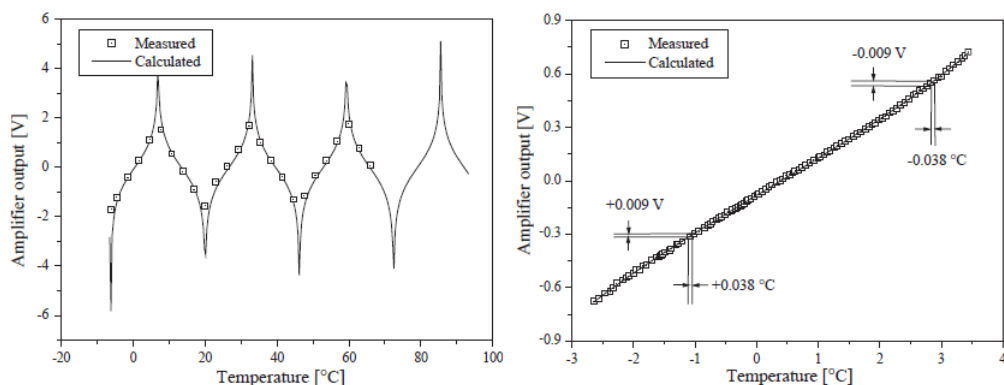 6
4
2
0
-2
-4
-6
Amplifier output [V]
Measured
Calculated
-20
0
20
40
60
80
100
Temperature [°C]
0.9
0.6
0.3
0.0
-0.3
-0.6
-0.9
Amplifier output [V]
Measured
Calculated
-0.009 V
-0.038 °C
+0.009 V
+0.038 °C
-3
-2
-1
0
1
2
3
4
Temperature [°C]